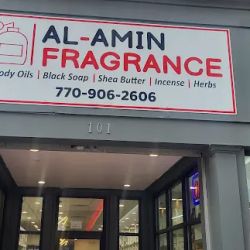 AL-AMIN
FRAGRANCE
ody Oils | Black Soap | Shea Butter | Incense | Herbs
770-906-2606
101